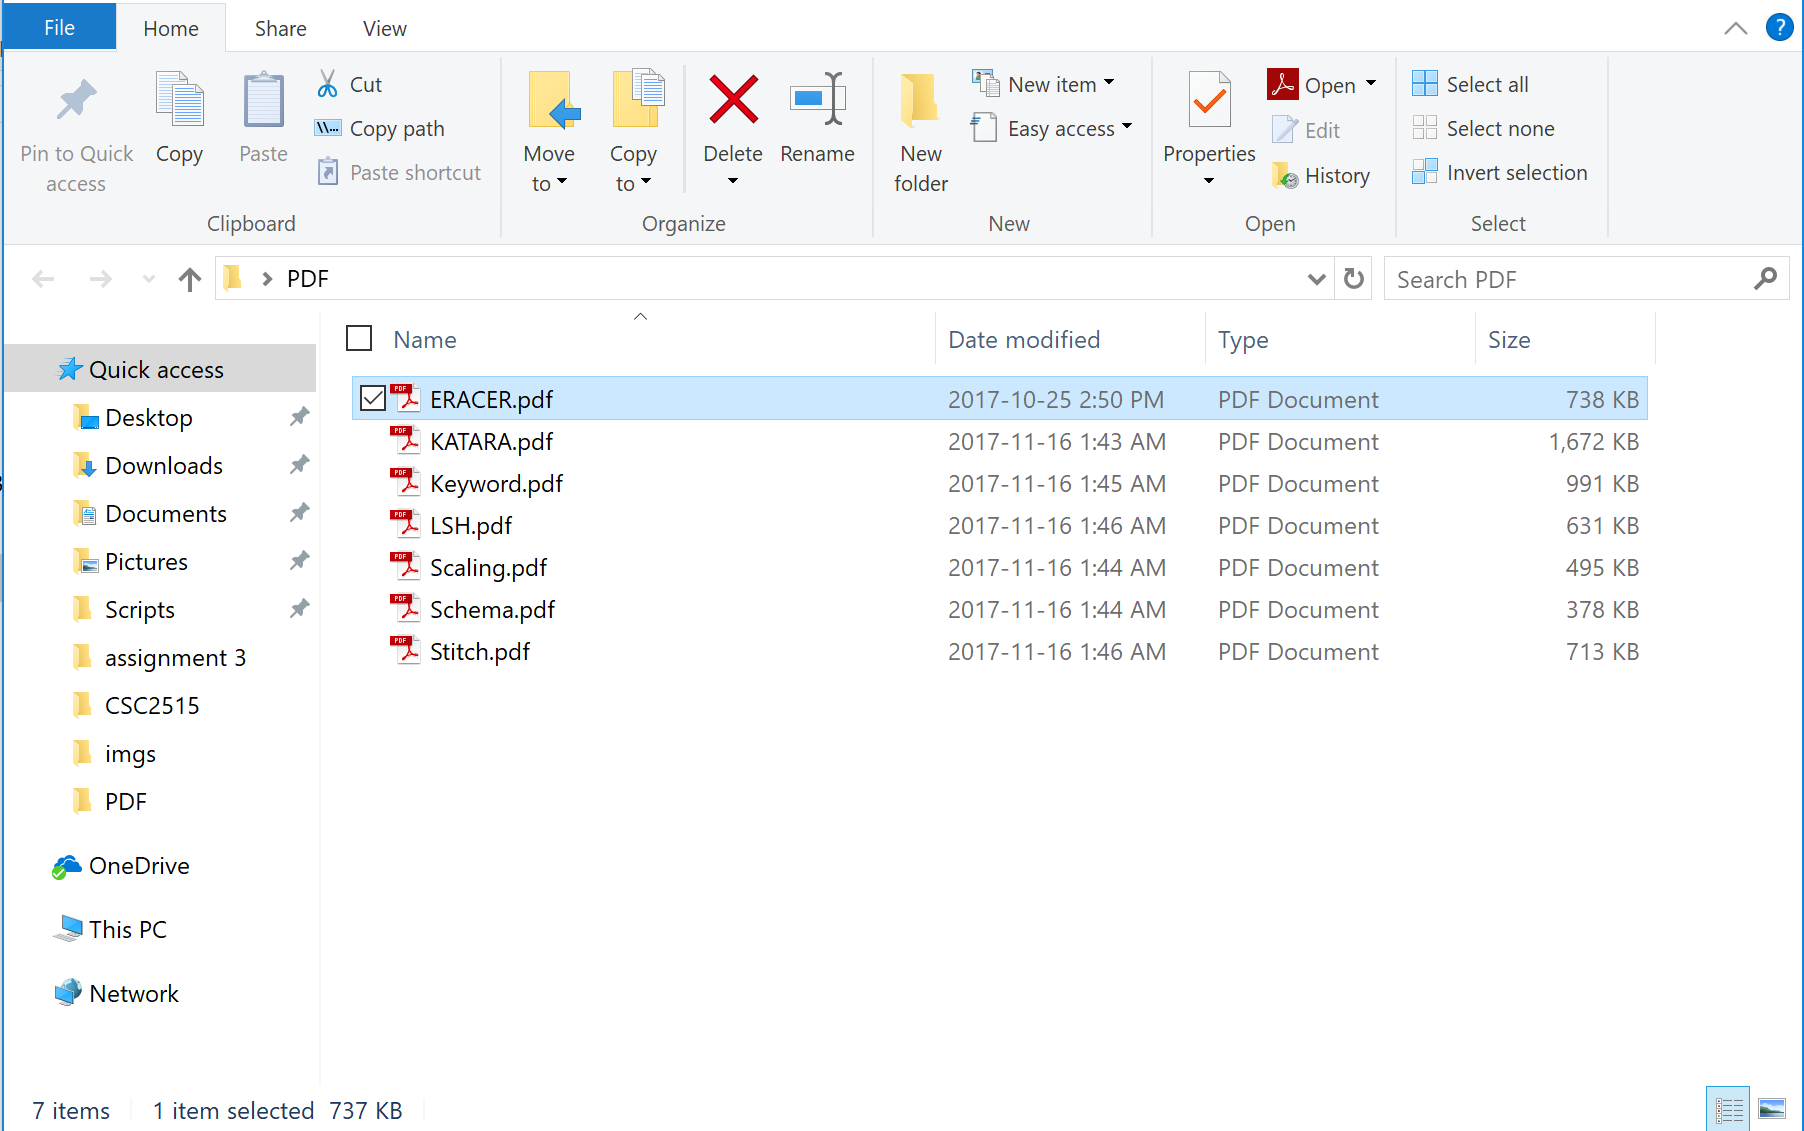 File Home Share View ?
Pin to Quick access
Copy
Paste
Cut
Copy path
Paste shortcut
Clipboard
Move to
Copy to
Delete
Rename
Organize
New folder
New item
Easy access
New
Properties
Open
Edit
History
Open
Select all
Select none
Invert selection
Select
PDF
Search PDF
Quick access
Desktop
Downloads
Documents
Pictures
Scripts
assignment 3
CSC2515
imgs
PDF
OneDrive
This PC
Network
Name Date modified Type Size
ERACER.pdf 2017-10-25 2:50 PM PDF Document 738 KB
KATARA.pdf 2017-11-16 1:43 AM PDF Document 1,672 KB
Keyword.pdf 2017-11-16 1:45 AM PDF Document 991 KB
LSH.pdf 2017-11-16 1:46 AM PDF Document 631 KB
Scaling.pdf 2017-11-16 1:44 AM PDF Document 495 KB
Schema.pdf 2017-11-16 1:44 AM PDF Document 378 KB
Stitch.pdf 2017-11-16 1:46 AM PDF Document 713 KB
7 items 1 item selected 737 KB